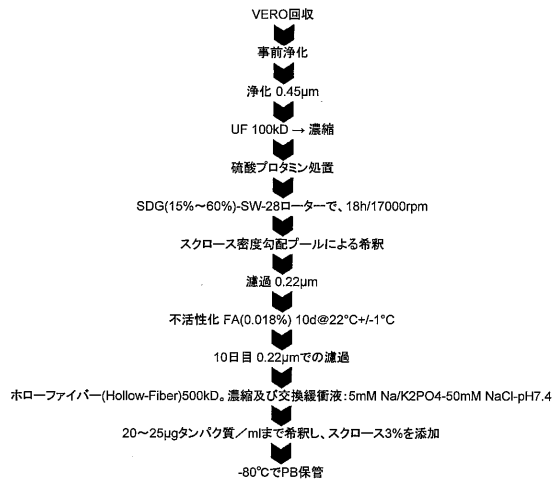 VERO回収
事前浄化
浄化 0.45µm
UF 100kD → 濃縮
硫酸プロタミン処置
SDG(15%～60%)-SW-28ローターで、18h/17000rpm
スクロース密度勾配プールによる希釈
濾過 0.22µm
不活性化 FA(0.018%) 10d@22°C+/-1°C
10日目 0.22µmでの濾過
ホローファイバー(Hollow-Fiber)500kD。濃縮及び交換緩衝液：5mM Na/K2PO4-50mM NaCl-pH7.4
20～25µgタンパク質／mlまで希釈し、スクロース3%を添加
-80℃でPB保管